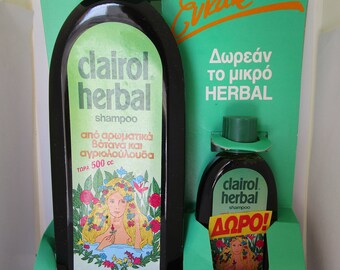 clairol
herbal
shampoo
από αρωματικά
βότανα και
αγριολούλουδα
τώρα 500 cc
Δωρεάν
το μικρό
HERBAL
clairol
herbal
shampoo
ΔΩΡΟ!